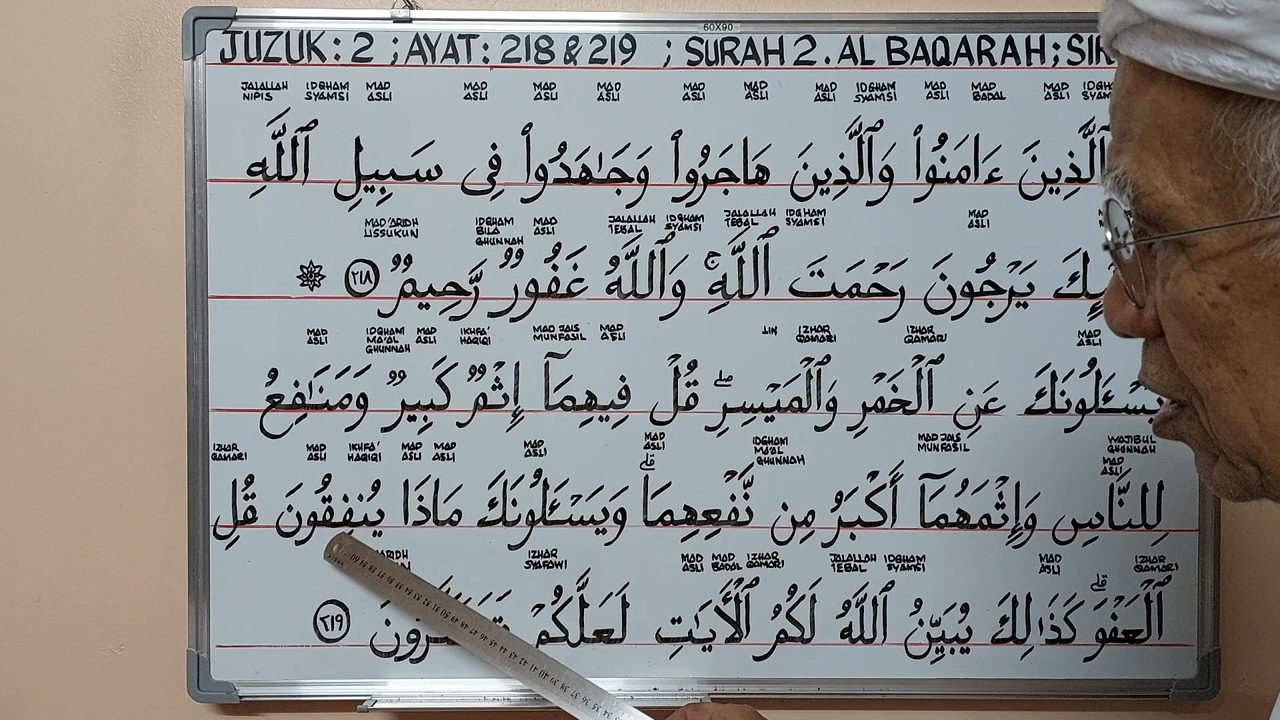 60X90
JUZUK: 2 ; AYAT: 218 & 219 ; SURAH 2. AL BAQARAH;
JALALLAH NIPIS IDGHAM SYAMSI MAD ASLI MAD ASLI MAD ASLI MAD ASLI MAD ASLI MAD ASLI MAD ASLI IDGHAM SYAMSI MAD ASLI MAD BADAL MAD ASLI
ٱلَّذِينَ ءَامَنُوا۟ وَٱلَّذِينَ هَاجَرُوا۟ وَجَـٰهَدُوا۟ فِى سَبِيلِ ٱللَّهِ
MAD 'ARIDH LISSUKUN IDGHAM BILA GHUNNAH MAD ASLI JALALLAH TEBAL IDGHAM SYAMSI JALALLAH TEBAL IDGHAM SYAMSI MAD ASLI
يَرْجُونَ رَحْمَتَ ٱللَّهِ ۚ وَٱللَّهُ غَفُورٌ رَّحِيمٌ ٢١٨
MAD ASLI IDGHAM MA'AL GHUNNAH MAD ASLI IKHFA' HAQIQI MAD JAIS MUNFASIL MAD ASLI LIN IZHAR QAMARI IZHAR QAMARI MAD ASLI
يَسْـَٔلُونَكَ عَنِ ٱلْخَمْرِ وَٱلْمَيْسِرِ ۖ قُلْ فِيهِمَآ إِثْمٌ كَبِيرٌ وَمَنَـٰفِعُ
IZHAR QAMARI MAD ASLI IKHFA' HAQIQI MAD ASLI MAD ASLI MAD ASLI MAD ASLI IDGHAM MA'AL GHUNNAH MAD JAIS MUNFASIL MAD ASLI WAJIBUL GHUNNAH
لِلنَّاسِ وَإِثْمُهُمَآ أَكْبَرُ مِن نَّفْعِهِمَا ۗ وَيَسْـَٔلُونَكَ مَاذَا يُنفِقُونَ قُلِ
IZHAR SYAFAWI MAD ASLI MAD BADAL IZHAR QAMARI JALALLAH TEBAL IDGHAM SYAMSI MAD ASLI IZHAR QAMARI
ٱلْعَفْوَ ۗ كَذَٰلِكَ يُبَيِّنُ ٱللَّهُ لَكُمُ ٱلْـَٔايَـٰتِ لَعَلَّكُمْ ٢١٩